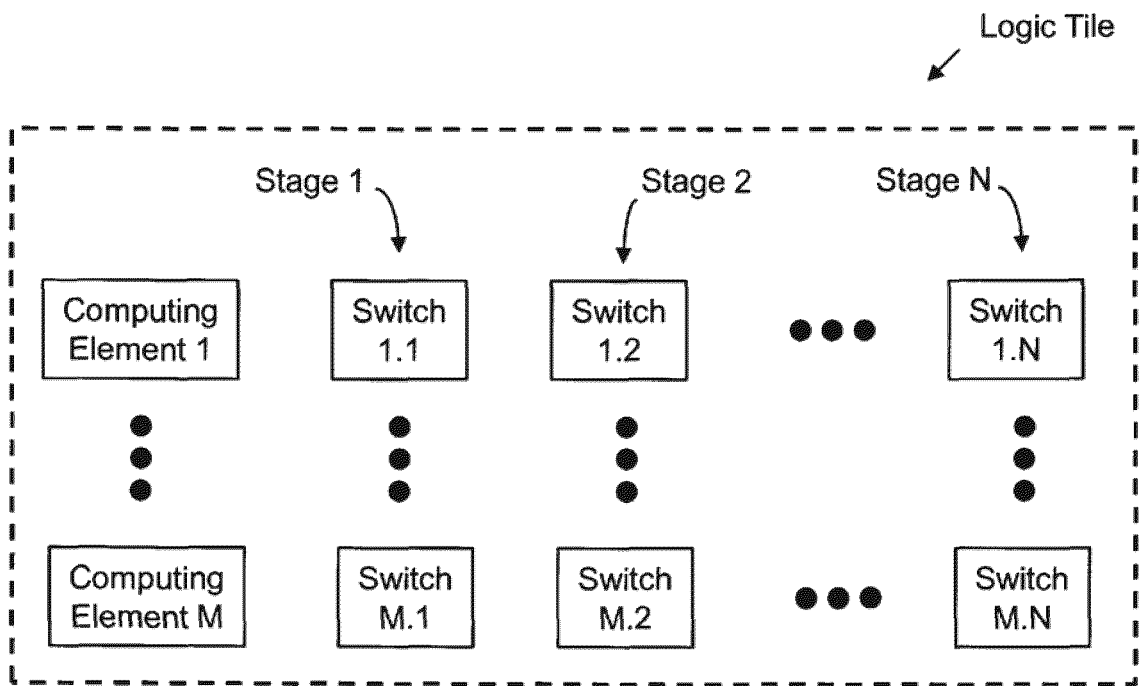 Logic Tile
Stage 1
Stage 2
Stage N
Computing
Element 1
Switch
1.1
Switch
1.2
Switch
1.N
Computing
Element M
Switch
M.1
Switch
M.2
Switch
M.N